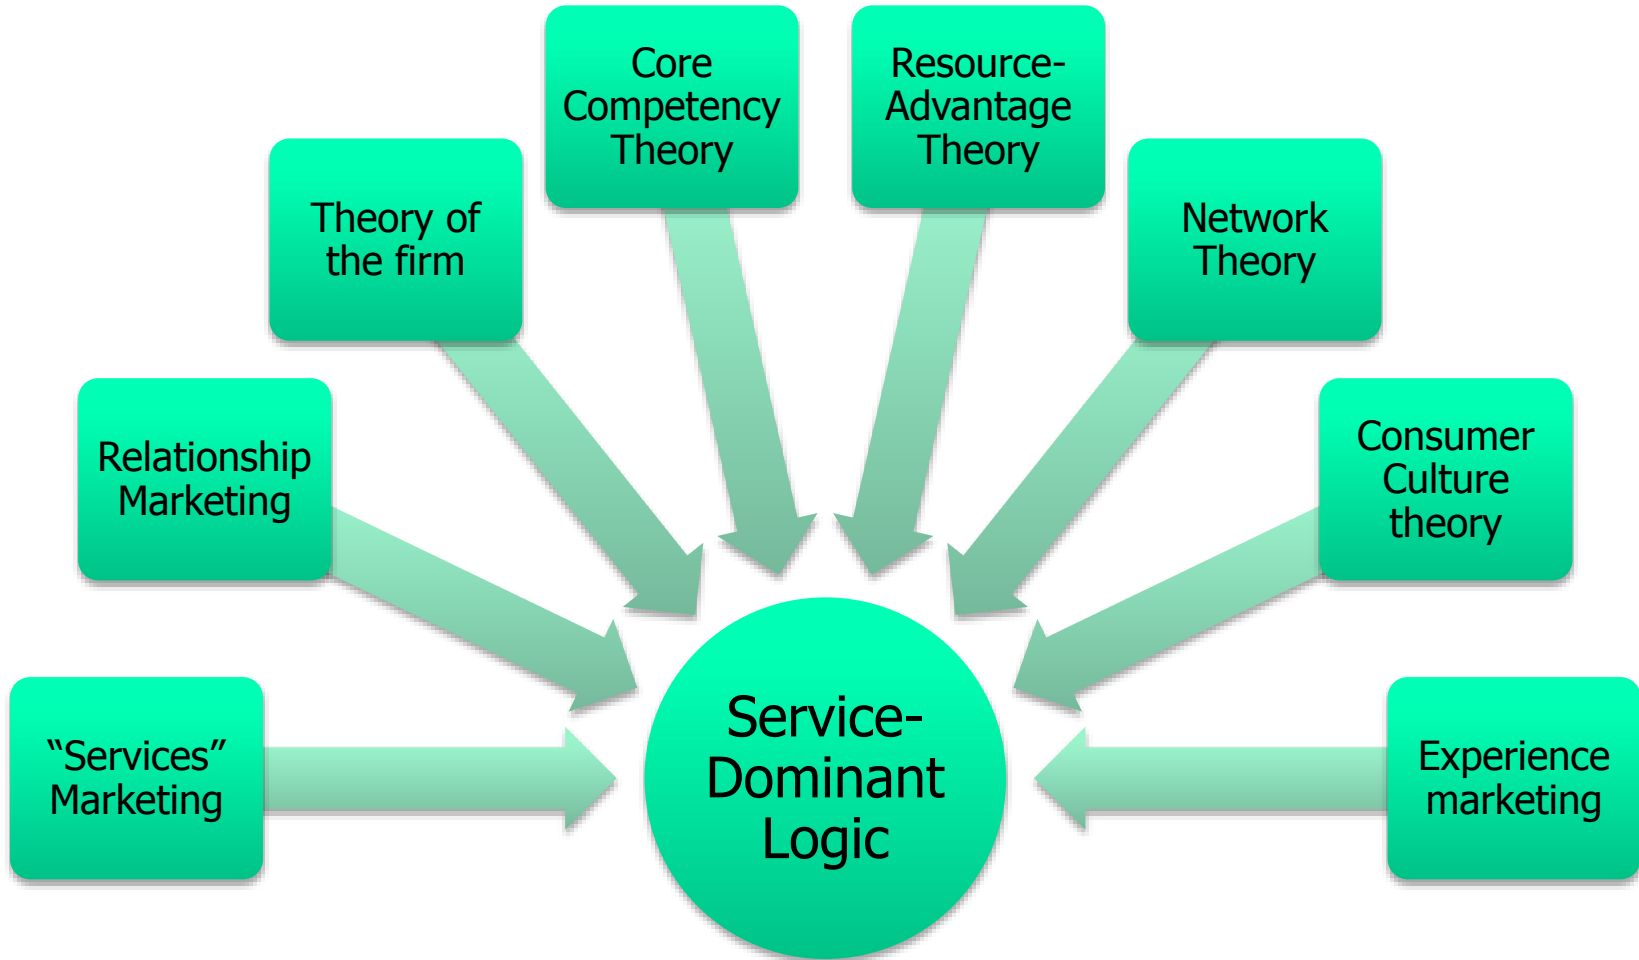 Core
Competency
Theory
Resource-
Advantage
Theory
Theory of
the firm
Network
Theory
Relationship
Marketing
Consumer
Culture
theory
“Services”
Marketing
Service-
Dominant
Logic
Experience
marketing